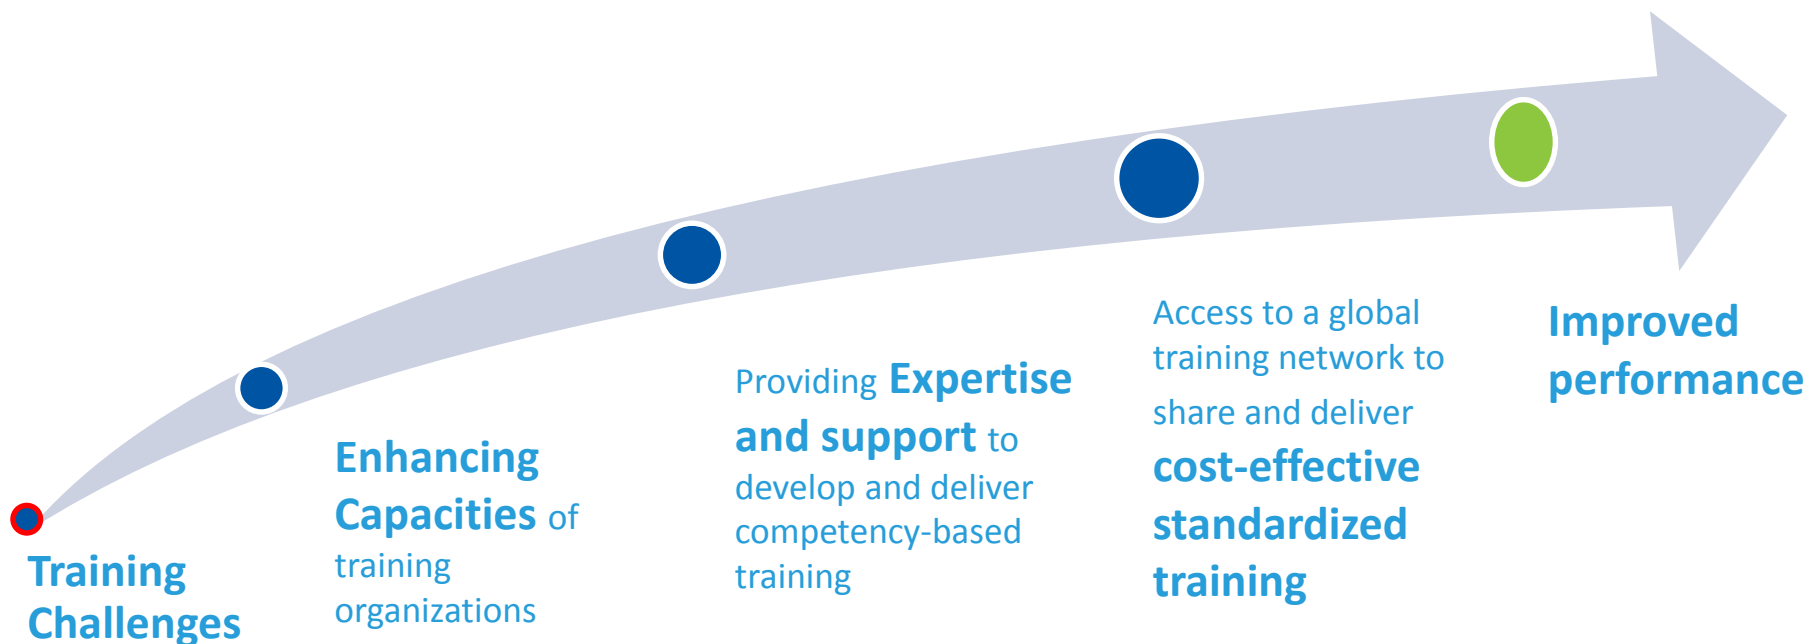 Training
Challenges
Enhancing
Capacities of
training
organizations
Providing Expertise
and support to
develop and deliver
competency-based
training
Access to a global
training network to
share and deliver
cost-effective
standardized
training
Improved
performance